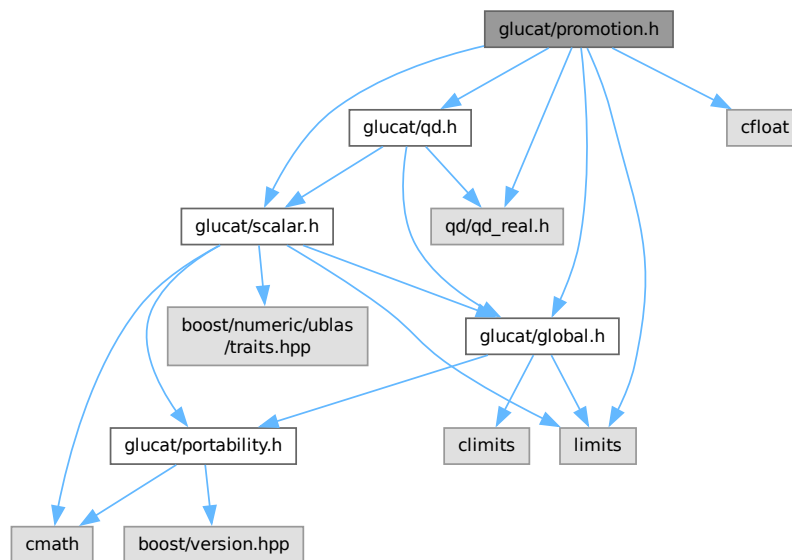 glucat/promotion.h
glucat/qd.h
cfloat
glucat/scalar.h
qd/qd_real.h
boost/numeric/ublas
/traits.hpp
glucat/global.h
glucat/portability.h
climits
limits
cmath
boost/version.hpp